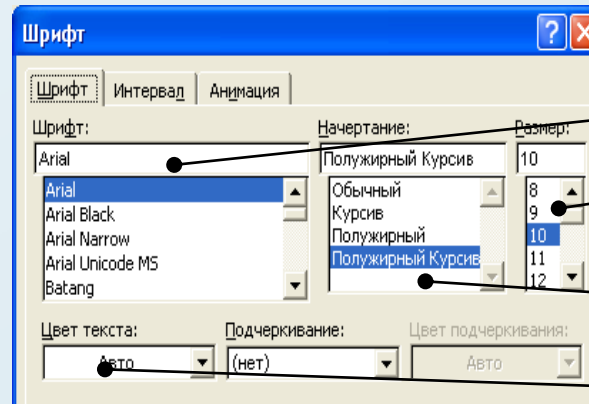 Шрифт
Шрифт Интервал Анимация
Шрифт: Начертание: Размер:
Arial Полужирный Курсив 10
Arial Обычный 8
Arial Black Курсив 9
Arial Narrow Полужирный 10
Arial Unicode MS Полужирный Курсив 11
Batang 12
Цвет текста: Подчеркивание: Цвет подчеркивания:
Авто (нет) Авто